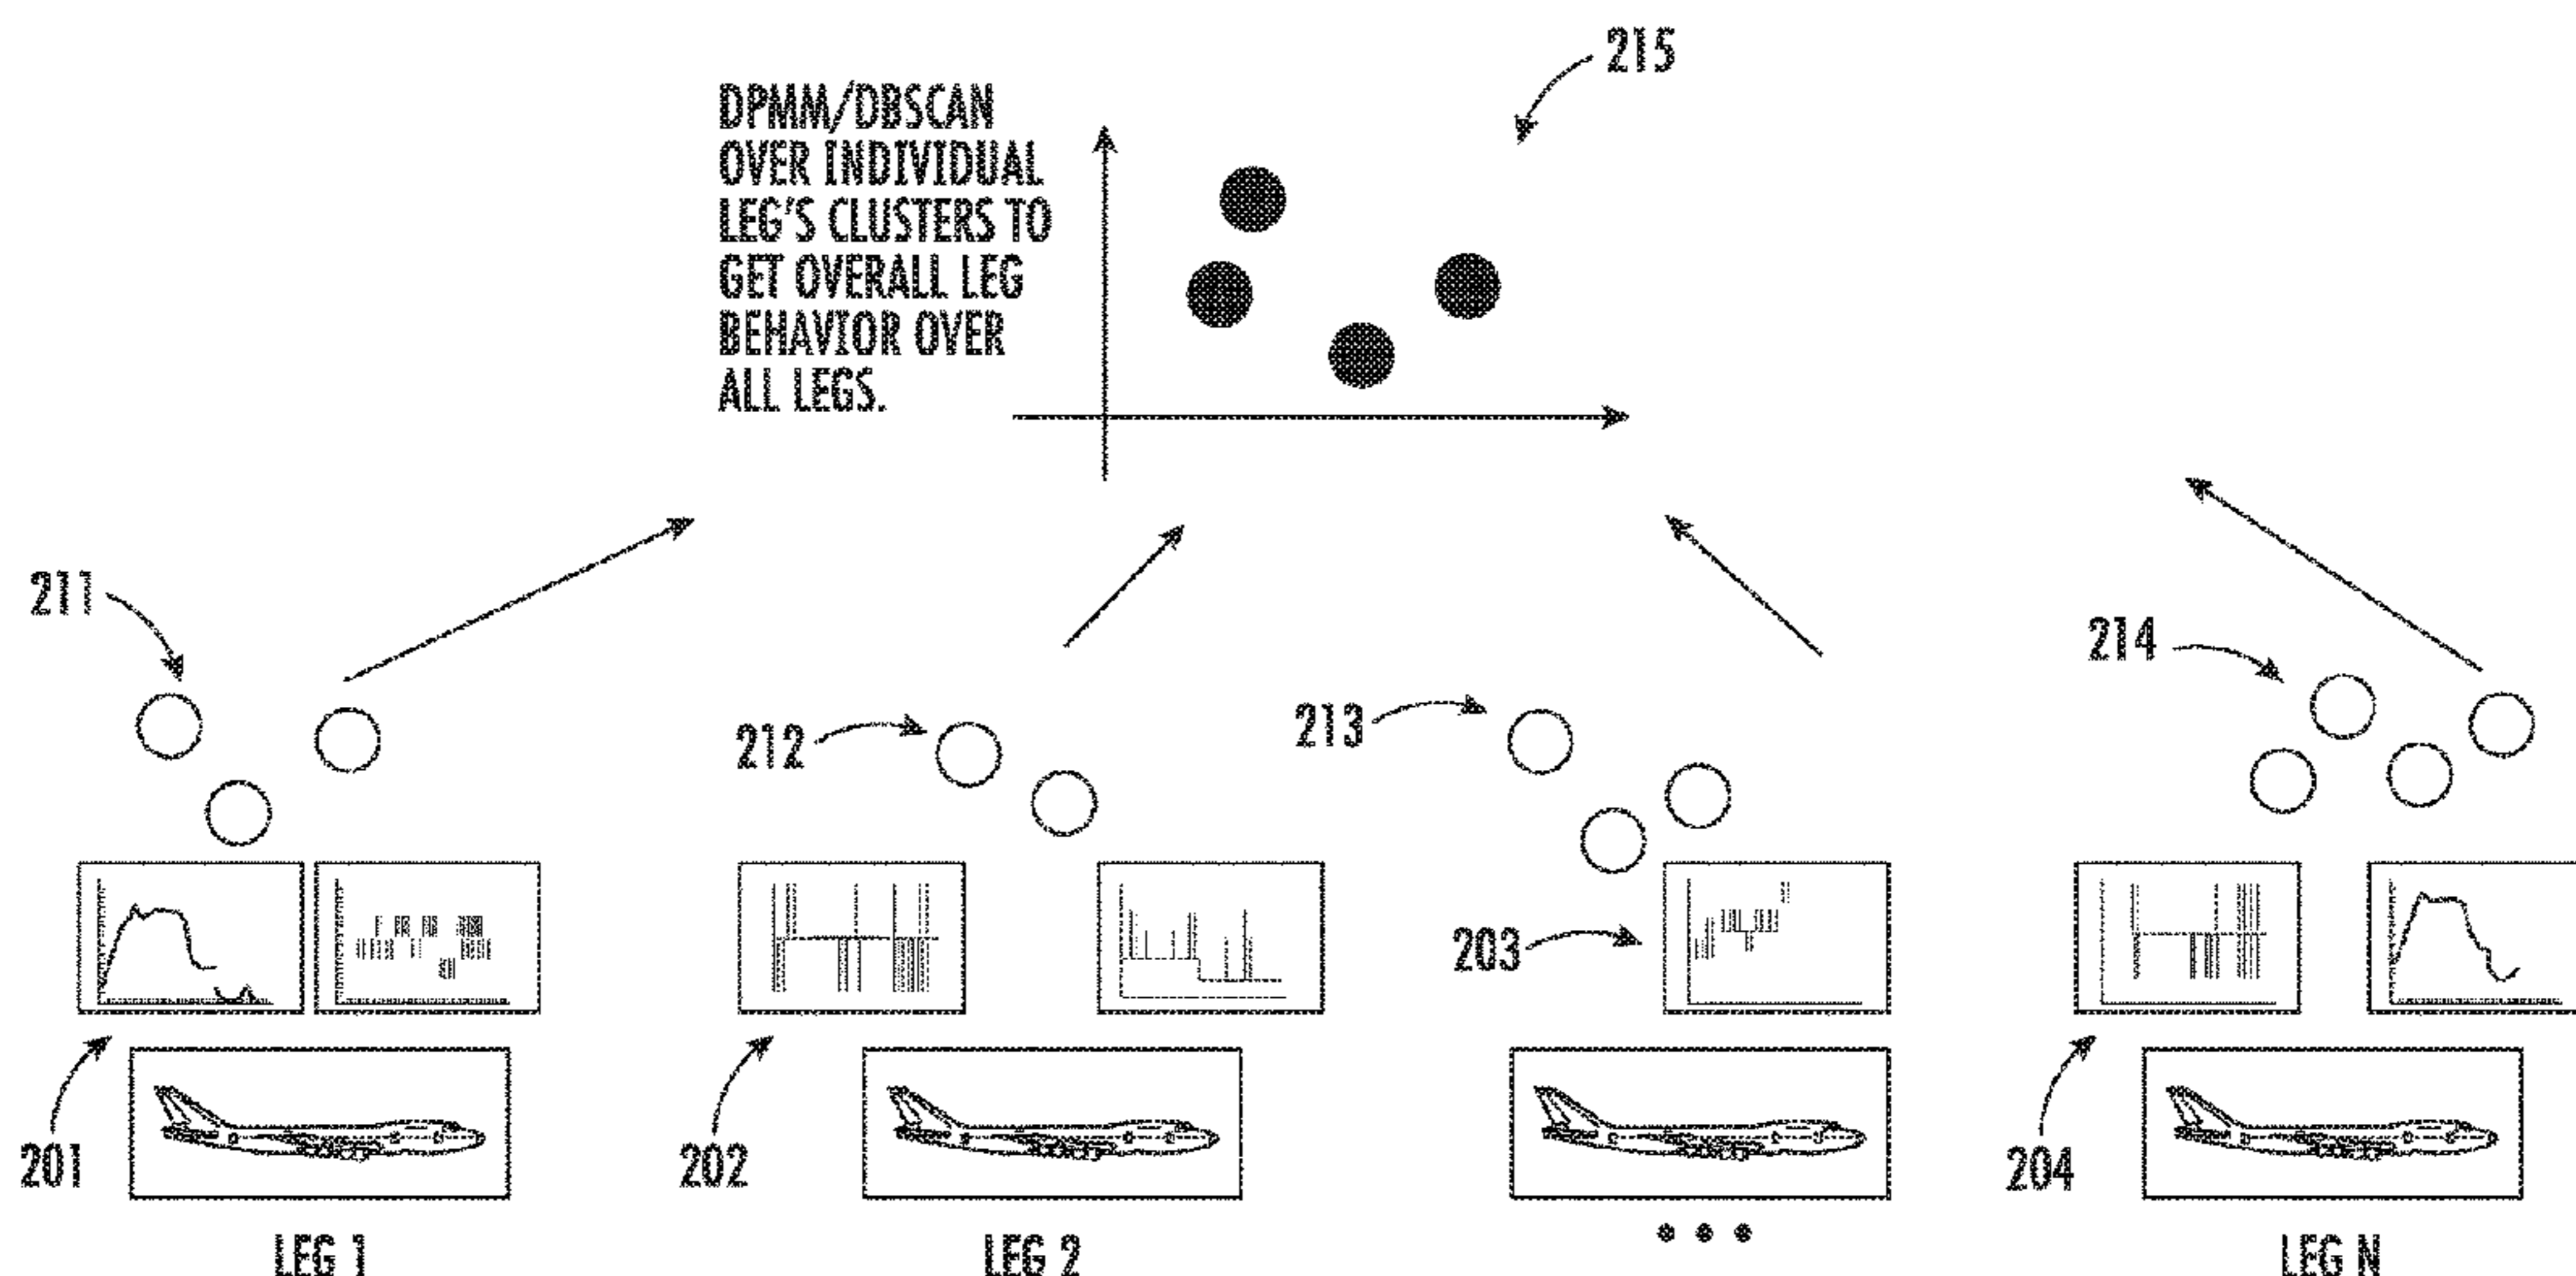 215
DPMM/DBSCAN
OVER INDIVIDUAL
LEG'S CLUSTERS TO
GET OVERALL LEG
BEHAVIOR OVER
ALL LEGS.
211
214
212
213
203
201
202
204
LEG 1
LEG 2
•••
LEG N